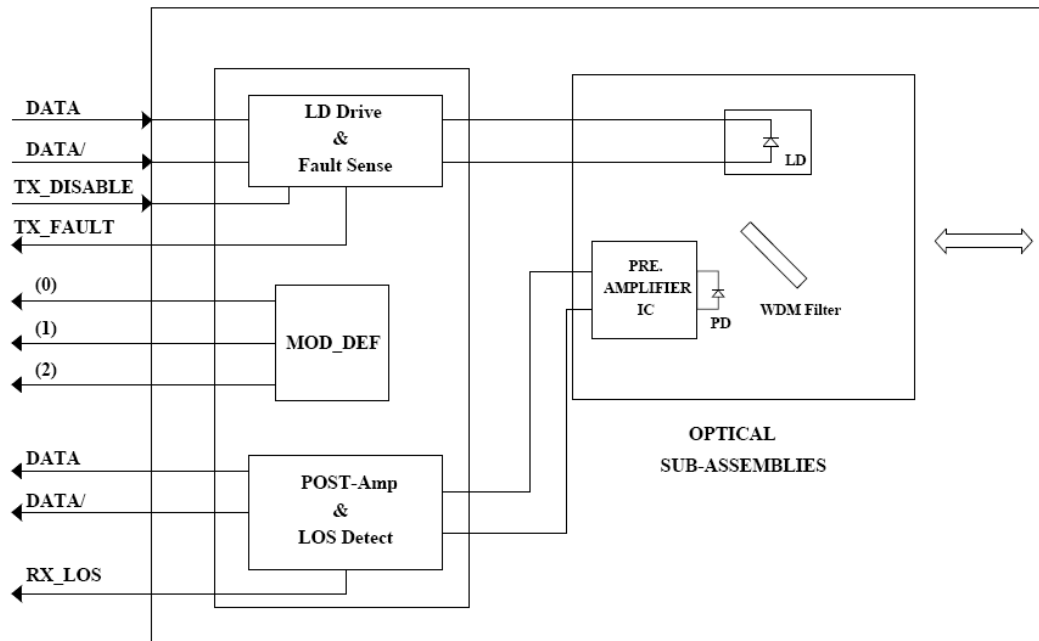 DATA
DATA/
TX_DISABLE
TX_FAULT
LD Drive
&
Fault Sense
LD
(0)
(1)
(2)
MOD_DEF
PRE.
AMPLIFIER
IC
PD
WDM Filter
OPTICAL
SUB-ASSEMBLIES
DATA
DATA/
RX_LOS
POST-Amp
&
LOS Detect